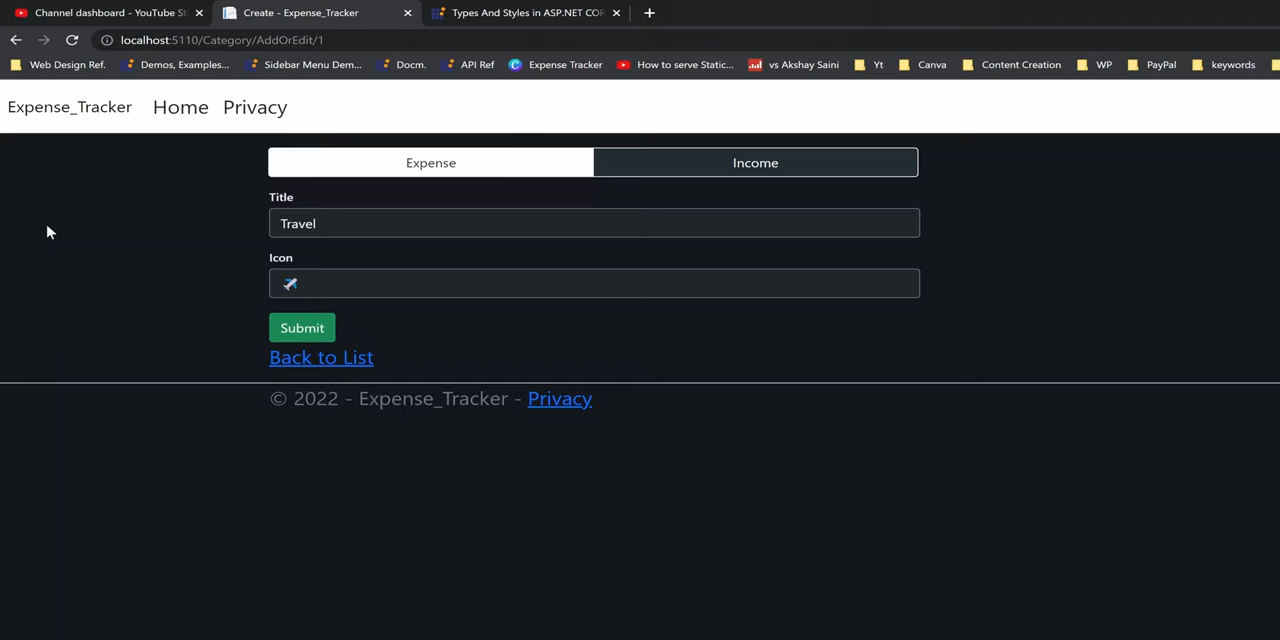 Channel dashboard - YouTube St
Create - Expense_Tracker
Types And Styles in ASP.NET COR
localhost:5110/Category/AddOrEdit/1
Web Design Ref. Demos, Examples... Sidebar Menu Dem... Docm. API Ref Expense Tracker How to serve Static... vs Akshay Saini Yt Canva Content Creation WP PayPal keywords
Expense_Tracker Home Privacy
Expense Income
Title
Travel
Icon
Submit
Back to List
© 2022 - Expense_Tracker - Privacy